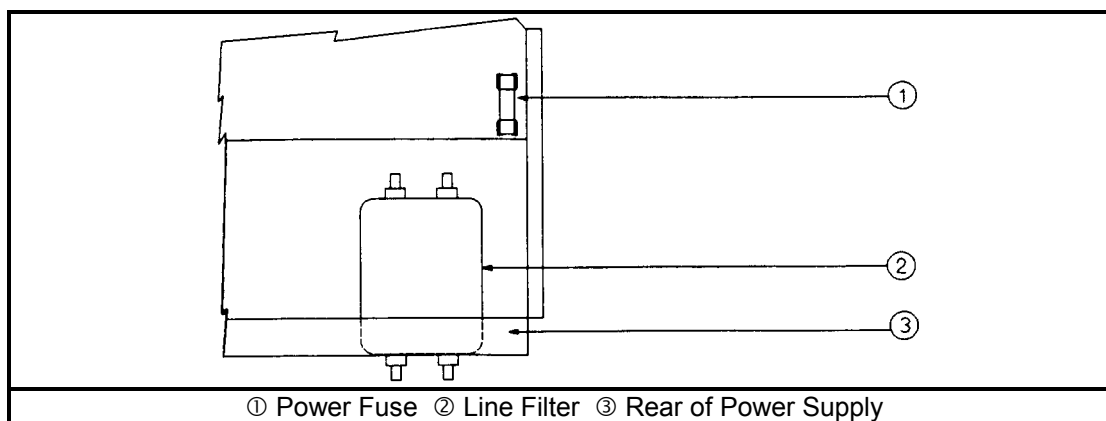 ①
②
③
① Power Fuse ② Line Filter ③ Rear of Power Supply